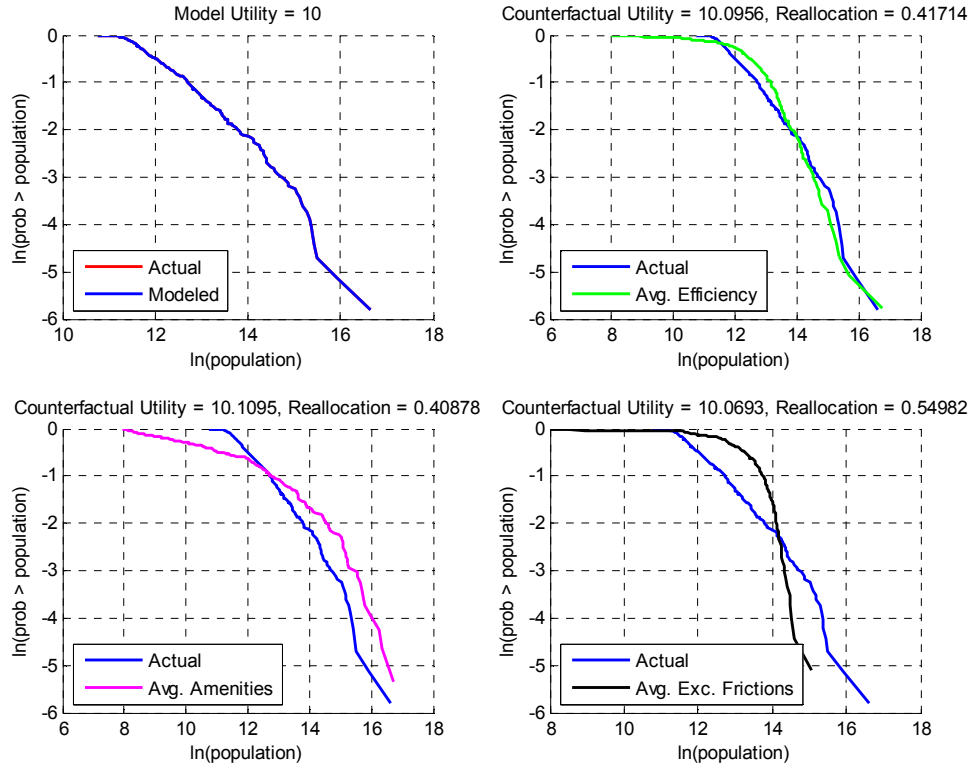 Model Utility = 10
0
-1
-2
-3
-4
-5
-6
ln(prob > population)
Actual
Modeled
10
12
14
16
18
ln(population)
Counterfactual Utility = 10.0956, Reallocation = 0.41714
0
-1
-2
-3
-4
-5
-6
ln(prob > population)
Actual
Avg. Efficiency
6
8
10
12
14
16
18
ln(population)
Counterfactual Utility = 10.1095, Reallocation = 0.40878
0
-1
-2
-3
-4
-5
-6
ln(prob > population)
Actual
Avg. Amenities
6
8
10
12
14
16
18
ln(population)
Counterfactual Utility = 10.0693, Reallocation = 0.54982
0
-1
-2
-3
-4
-5
-6
ln(prob > population)
Actual
Avg. Exc. Frictions
8
10
12
14
16
18
ln(population)